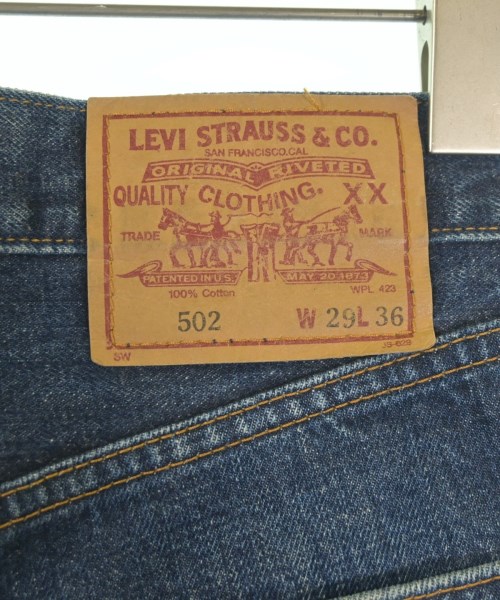 LEVI STRAUSS & CO.
SAN FRANCISCO,CAL.
ORIGINAL RIVETED
QUALITY CLOTHING. XX
TRADE MARK
PATENTED IN U.S. MAY 20 1873
100% Cotton WPL 423
502 W 29 L 36
SW